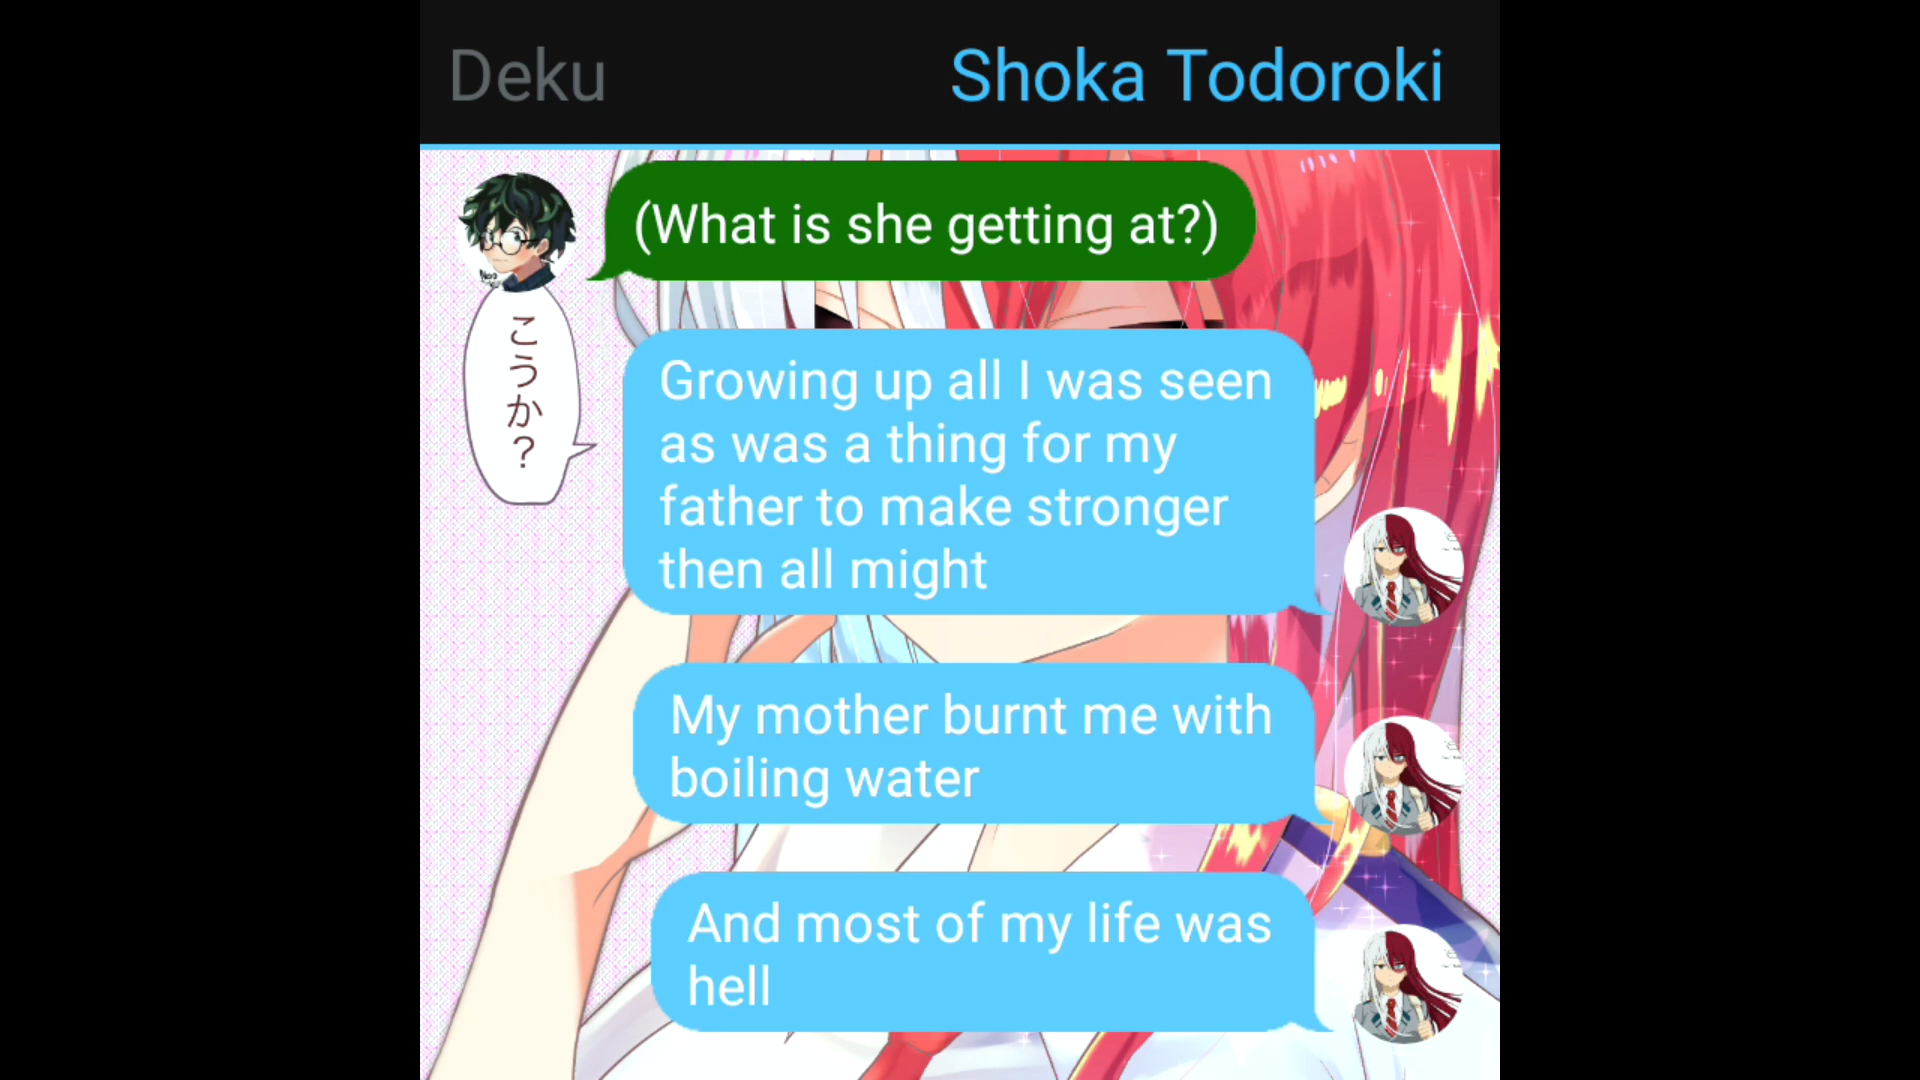 Deku
Shoka Todoroki
(What is she getting at?)
こうか？
Growing up all I was seen
as was a thing for my
father to make stronger
then all might
My mother burnt me with
boiling water
And most of my life was
hell